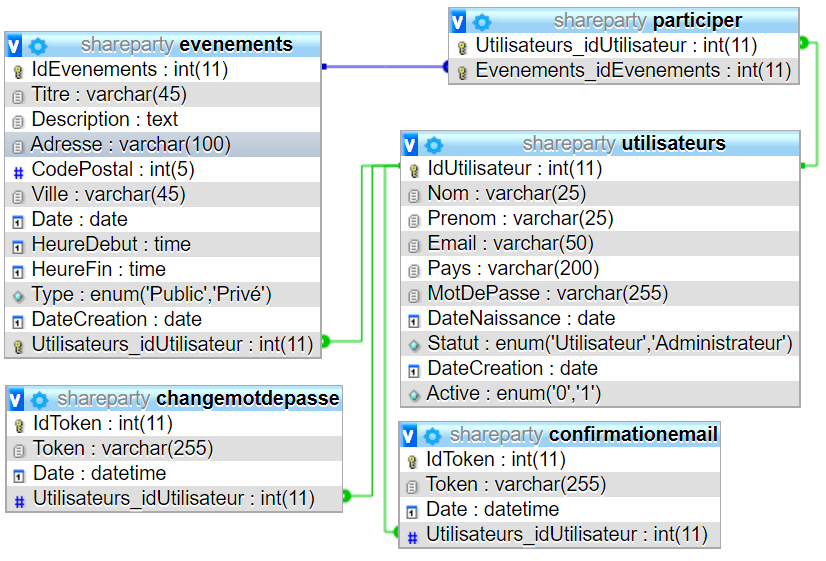 shareparty evenements
IdEvenements : int(11)
Titre : varchar(45)
Description : text
Adresse : varchar(100)
CodePostal : int(5)
Ville : varchar(45)
Date : date
HeureDebut : time
HeureFin : time
Type : enum('Public','Privé')
DateCreation : date
Utilisateurs_idUtilisateur : int(11)
shareparty participer
Utilisateurs_idUtilisateur : int(11)
Evenements_idEvenements : int(11)
shareparty utilisateurs
IdUtilisateur : int(11)
Nom : varchar(25)
Prenom : varchar(25)
Email : varchar(50)
Pays : varchar(200)
MotDePasse : varchar(255)
DateNaissance : date
Statut : enum('Utilisateur','Administrateur')
DateCreation : date
Active : enum('0','1')
shareparty changemotdepasse
IdToken : int(11)
Token : varchar(255)
Date : datetime
Utilisateurs_idUtilisateur : int(11)
shareparty confirmationemail
IdToken : int(11)
Token : varchar(255)
Date : datetime
Utilisateurs_idUtilisateur : int(11)